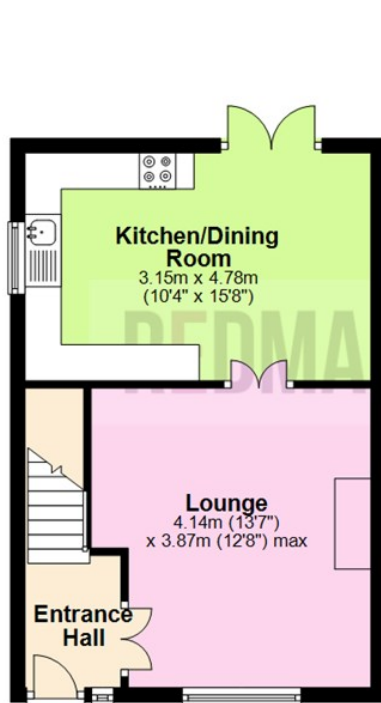 Kitchen/Dining
Room
3.15m x 4.78m
(10'4" x 15'8")
REDMA
Lounge
4.14m (13'7")
x 3.87m (12'8") max
Entrance
Hall